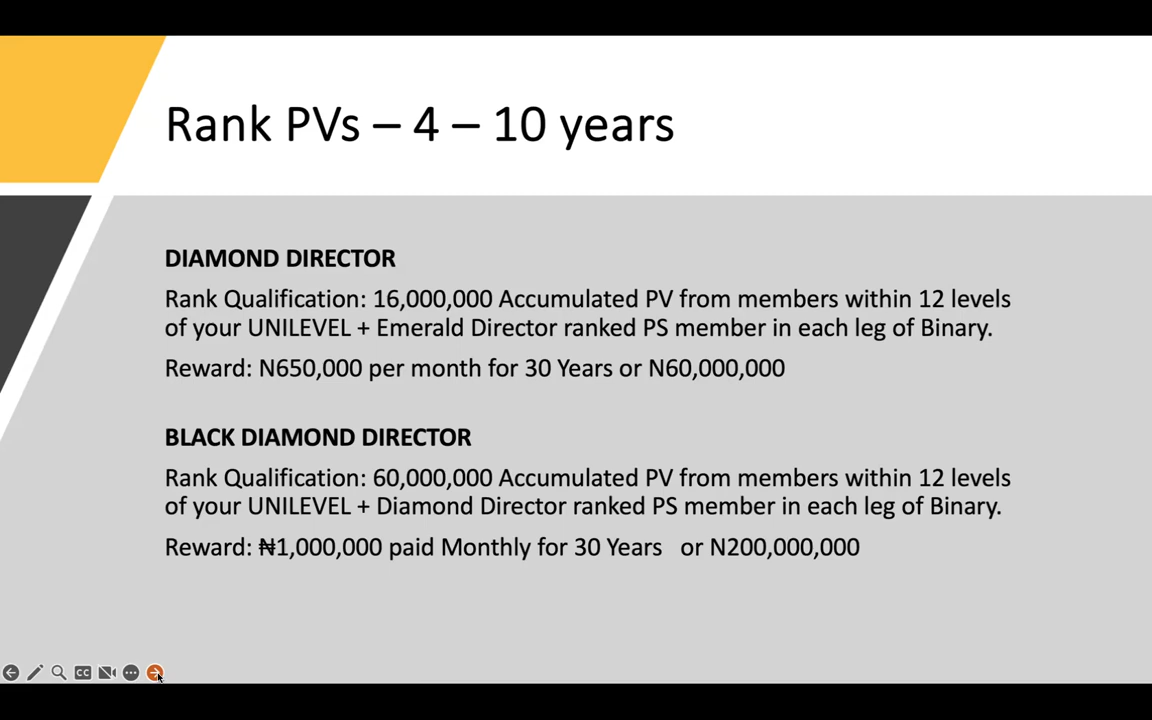 Rank PVs – 4 – 10 years
DIAMOND DIRECTOR
Rank Qualification: 16,000,000 Accumulated PV from members within 12 levels
of your UNILEVEL + Emerald Director ranked PS member in each leg of Binary.
Reward: N650,000 per month for 30 Years or N60,000,000
BLACK DIAMOND DIRECTOR
Rank Qualification: 60,000,000 Accumulated PV from members within 12 levels
of your UNILEVEL + Diamond Director ranked PS member in each leg of Binary.
Reward: ₦1,000,000 paid Monthly for 30 Years   or N200,000,000
CC